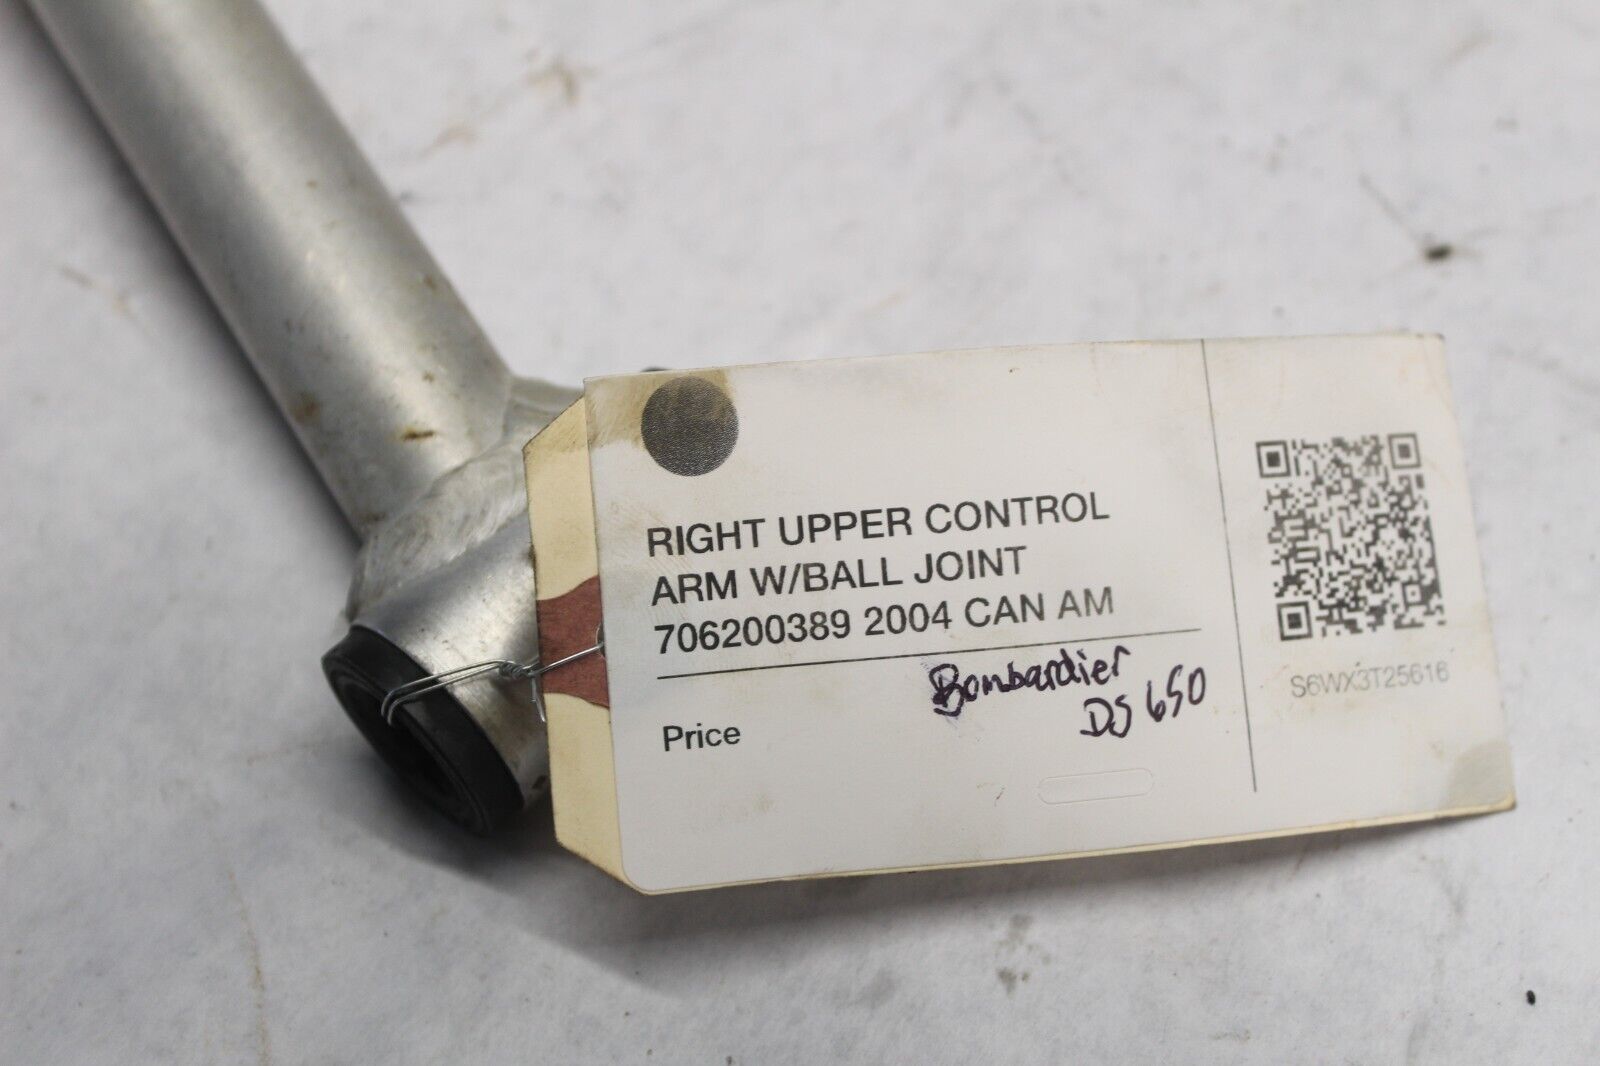 RIGHT UPPER CONTROL
ARM W/BALL JOINT
706200389 2004 CAN AM
Bombardier
DS 650
Price
S6WX3T25616